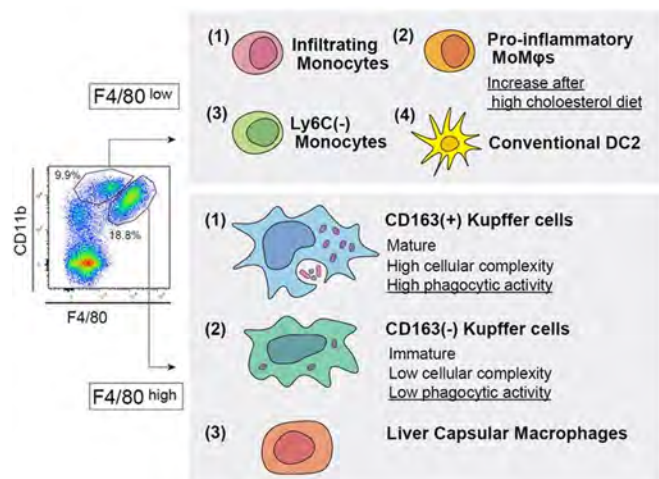 F4/80 low
(1) Infiltrating
Monocytes
(2) Pro-inflammatory
MoMφs
Increase after
high choloesterol diet
(3) Ly6C(-)
Monocytes
(4) Conventional DC2
9.9%
18.8%
CD11b
F4/80
F4/80 high
(1) CD163(+) Kupffer cells
Mature
High cellular complexity
High phagocytic activity
(2) CD163(-) Kupffer cells
Immature
Low cellular complexity
Low phagocytic activity
(3) Liver Capsular Macrophages